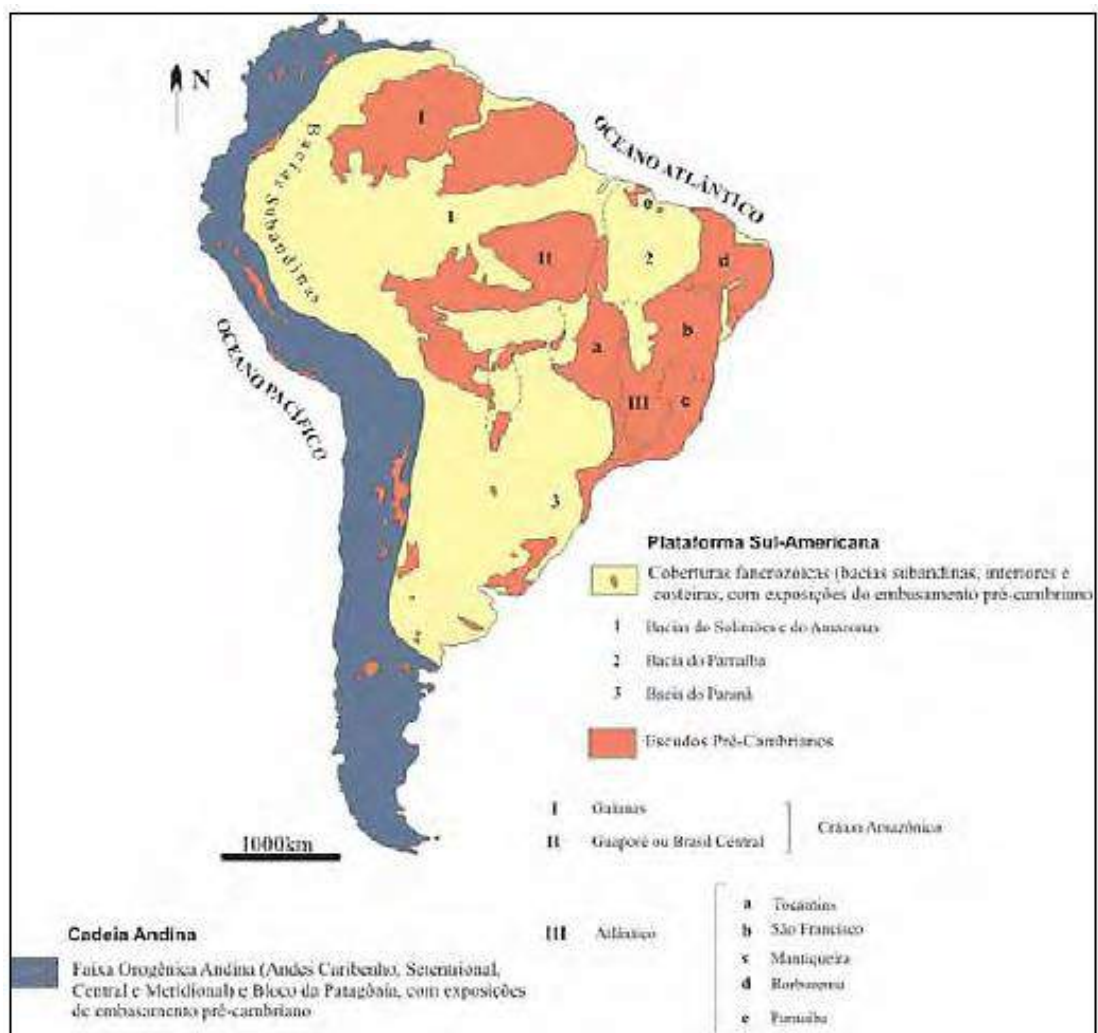 N
I
OCEANO ATLÂNTICO
Bacias Subandinas
e
1
II
2
d
b
a
III
c
OCEANO PACÍFICO
3
Plataforma Sul-Americana
Coberturas fanerozoicas (bacias subandinas, interiores e
costeiras, com exposições do embasamento pré-cambriano
1 Bacias do Solimões e do Amazonas
2 Bacia do Parnaíba
3 Bacia do Paraná
Escudos Pré-Cambrianos
I Guianas
II Guaporé ou Brasil Central
Cráton Amazônico
1000km
III Atlântico
a Tocantins
b São Francisco
c Mantiqueira
d Borborema
e Parnaíba
Cadeia Andina
Faixa Orogênica Andina (Andes Caribenho, Setentrional,
Central e Meridional) e Bloco da Patagônia, com exposições
de embasamento pré-cambriano